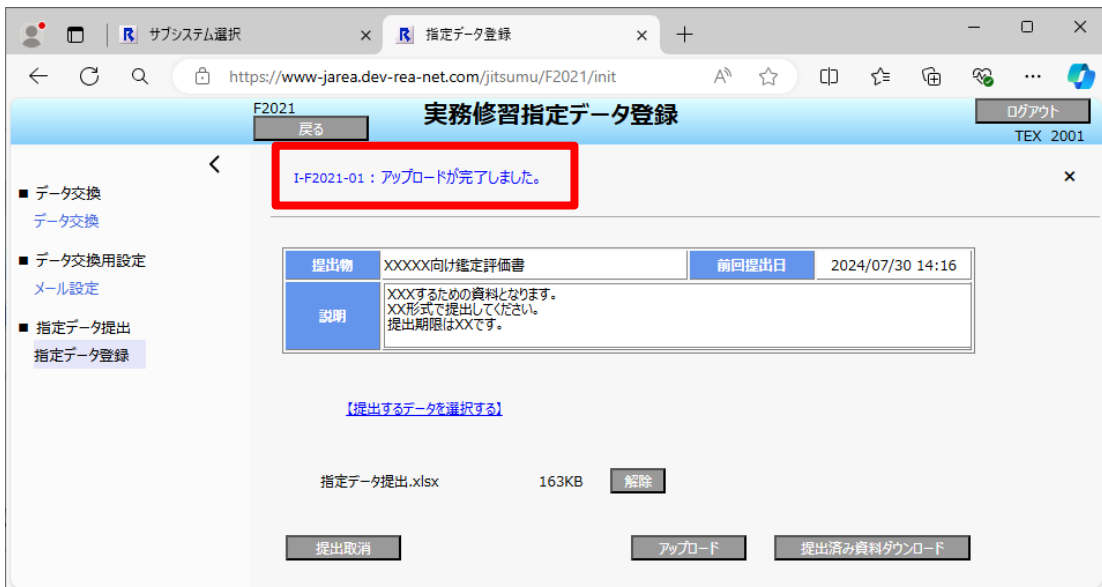 サブシステム選択
指定データ登録
https://www-jarea.dev-rea-net.com/jitsumu/F2021/init
F2021
戻る
実務修習指定データ登録
ログアウト
TEX 2001
I-F2021-01：アップロードが完了しました。
■ データ交換
データ交換
■ データ交換用設定
メール設定
■ 指定データ提出
指定データ登録
提出物 XXXXX向け鑑定評価書 前回提出日 2024/07/30 14:16
説明
XXXするための資料となります。
XX形式で提出してください。
提出期限はXXです。
【提出するデータを選択する】
指定データ提出.xlsx 163KB 解除
提出取消 アップロード 提出済み資料ダウンロード